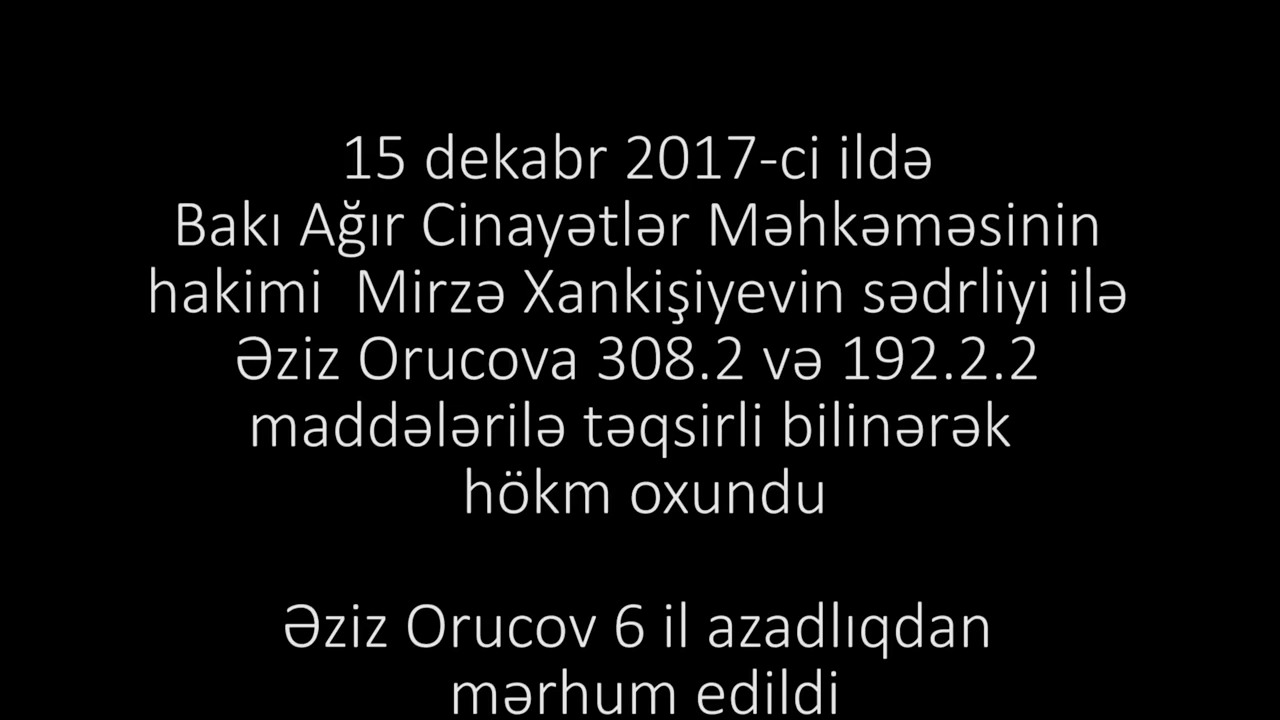 15 dekabr 2017-ci ildə
Bakı Ağır Cinayətlər Məhkəməsinin
hakimi  Mirzə Xankişiyevin sədrliyi ilə
Əziz Orucova 308.2 və 192.2.2
maddələrilə təqsirli bilinərək
hökm oxundu
Əziz Orucov 6 il azadlıqdan
mərhum edildi